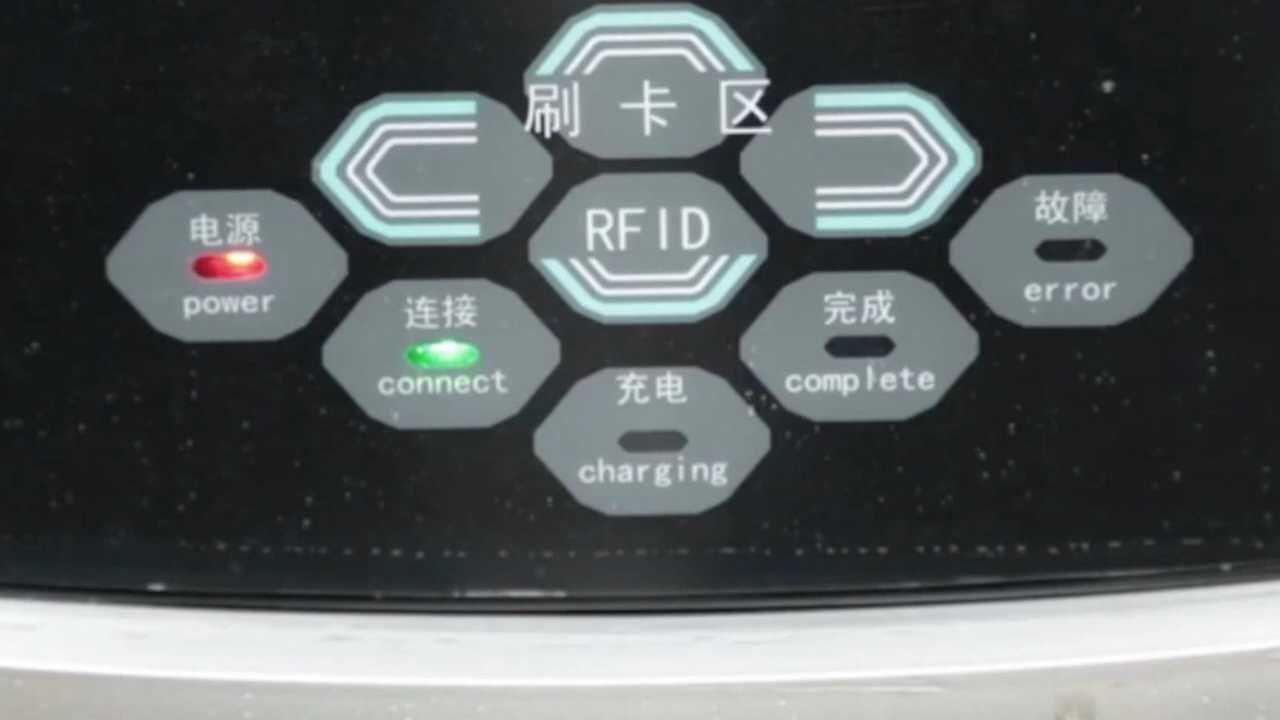 刷卡区
RFID
电源
power
连接
connect
充电
charging
完成
complete
故障
error